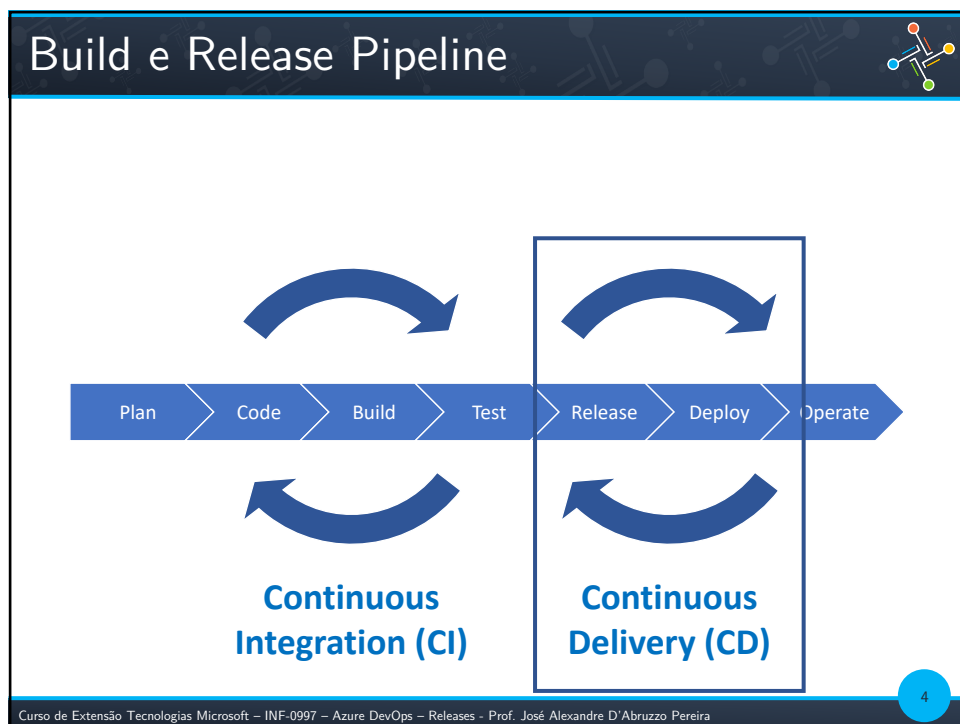 Build e Release Pipeline
Plan
Code
Build
Test
Release
Deploy
Operate
Continuous
Integration (CI)
Continuous
Delivery (CD)
4
Curso de Extensão Tecnologias Microsoft – INF-0997 – Azure DevOps – Releases - Prof. José Alexandre D'Abruzzo Pereira